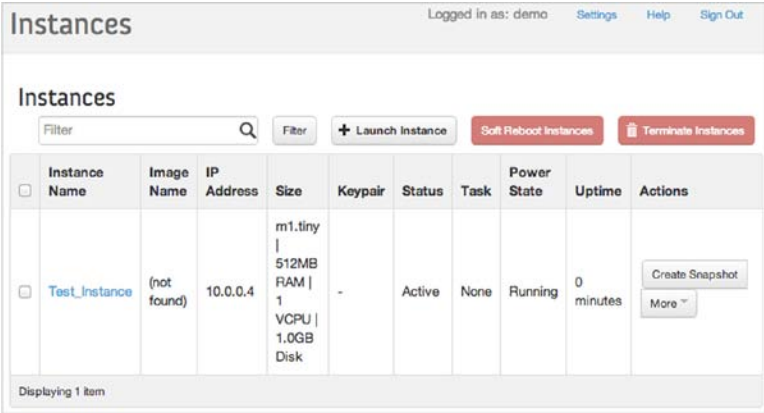 Instances
Logged in as: demo Settings Help Sign Out
Instances
Filter Filter + Launch Instance Soft Reboot Instances Terminate Instances
Instance Name Image Name IP Address Size Keypair Status Task Power State Uptime Actions
Test_Instance (not found) 10.0.0.4 m1.tiny | 512MB RAM | 1 VCPU | 1.0GB Disk - Active None Running 0 minutes Create Snapshot More
Displaying 1 item